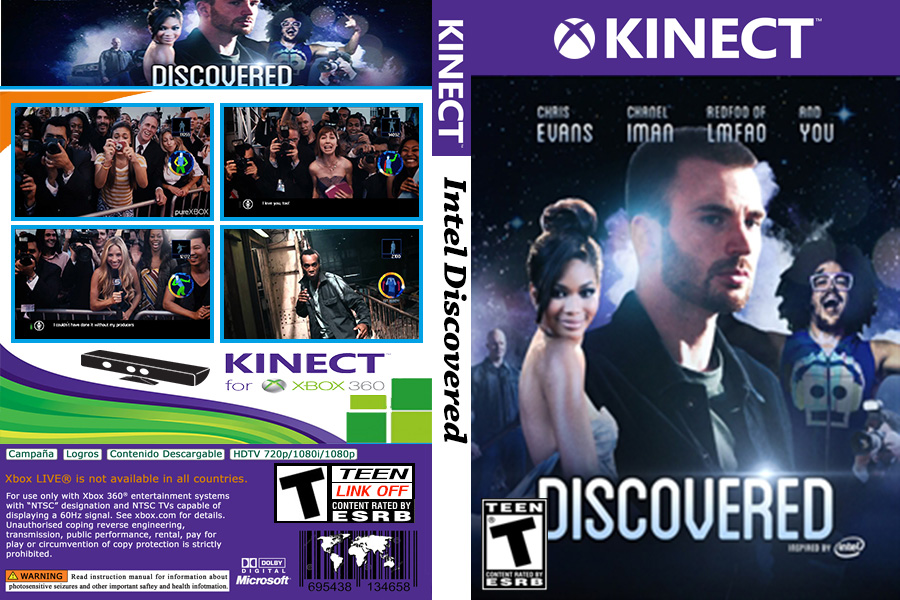 DISCOVERED
pureXBOX
I love you, too!
I couldn't have done it without my producers
KINECT™
for XBOX 360
Campaña Logros Contenido Descargable HDTV 720p/1080i/1080p
Xbox LIVE® is not available in all countries.
For use only with Xbox 360® entertainment systems
with "NTSC" designation and NTSC TVs capable of
displaying a 60Hz signal. See xbox.com for details.
Unauthorised coping reverse engineering,
transmission, public performance, rental, pay for
play or circumvention of copy protection is strictly
prohibited.
WARNING Read instruction manual for information about
photosensitive seizures and other important saftey and health infotmation.
T
TEEN
LINK OFF
CONTENT RATED BY
ESRB
DOLBY
DIGITAL
Microsoft
695438 134658
KINECT™
Intel Discovered
KINECT™
CHRIS
EVANS
CHANEL
IMAN
REDFOO OF
LMFAO
AND
YOU
DISCOVERED
INSPIRED BY intel
TEEN
T
CONTENT RATED BY
ESRB